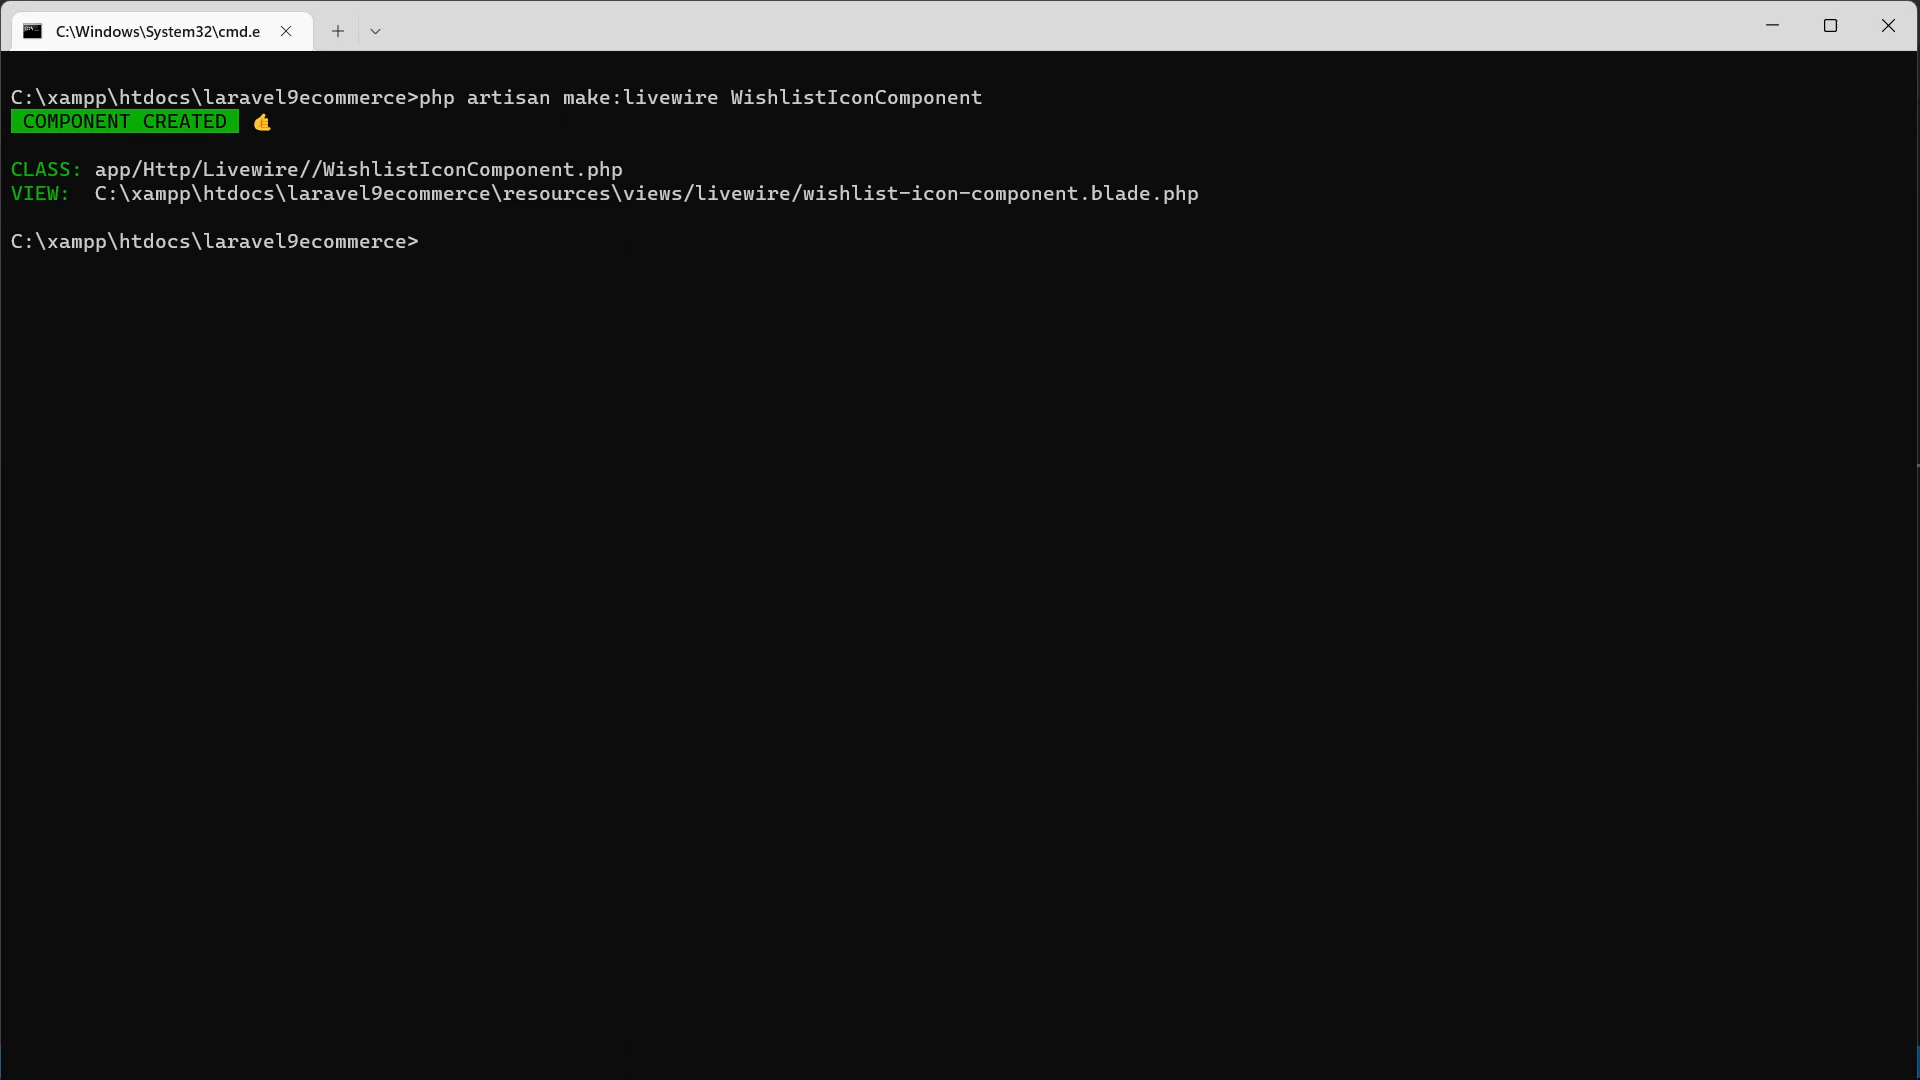 C:\Windows\System32\cmd.e
C:\xampp\htdocs\laravel9ecommerce>php artisan make:livewire WishlistIconComponent
COMPONENT CREATED 👍
CLASS: app/Http/Livewire//WishlistIconComponent.php
VIEW:  C:\xampp\htdocs\laravel9ecommerce\resources\views/livewire/wishlist-icon-component.blade.php
C:\xampp\htdocs\laravel9ecommerce>